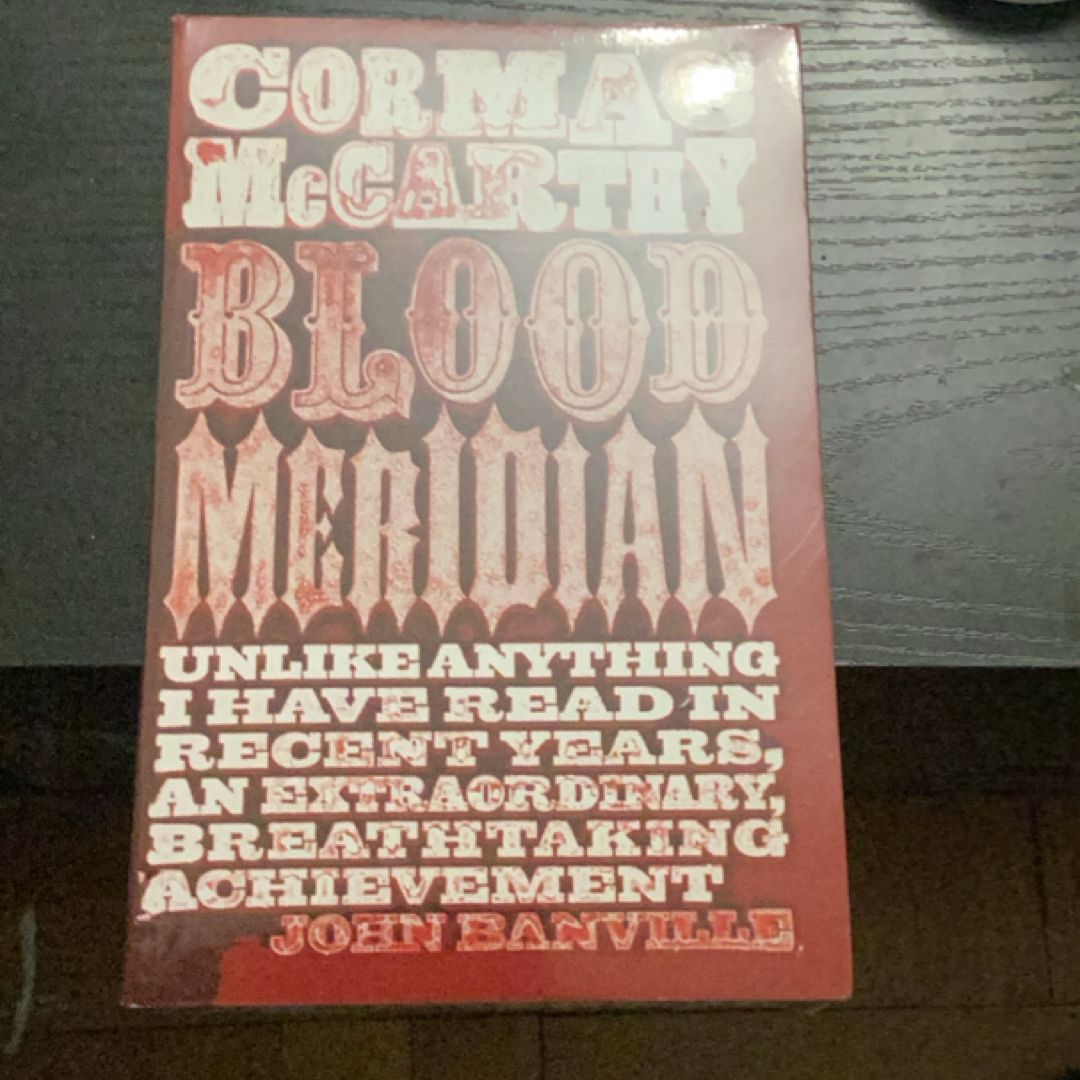 CORMAC
McCARTHY
BLOOD
MERIDIAN
UNLIKE ANYTHING
I HAVE READ IN
RECENT YEARS,
AN EXTRAORDINARY,
BREATHTAKING
ACHIEVEMENT
JOHN BANVILLE